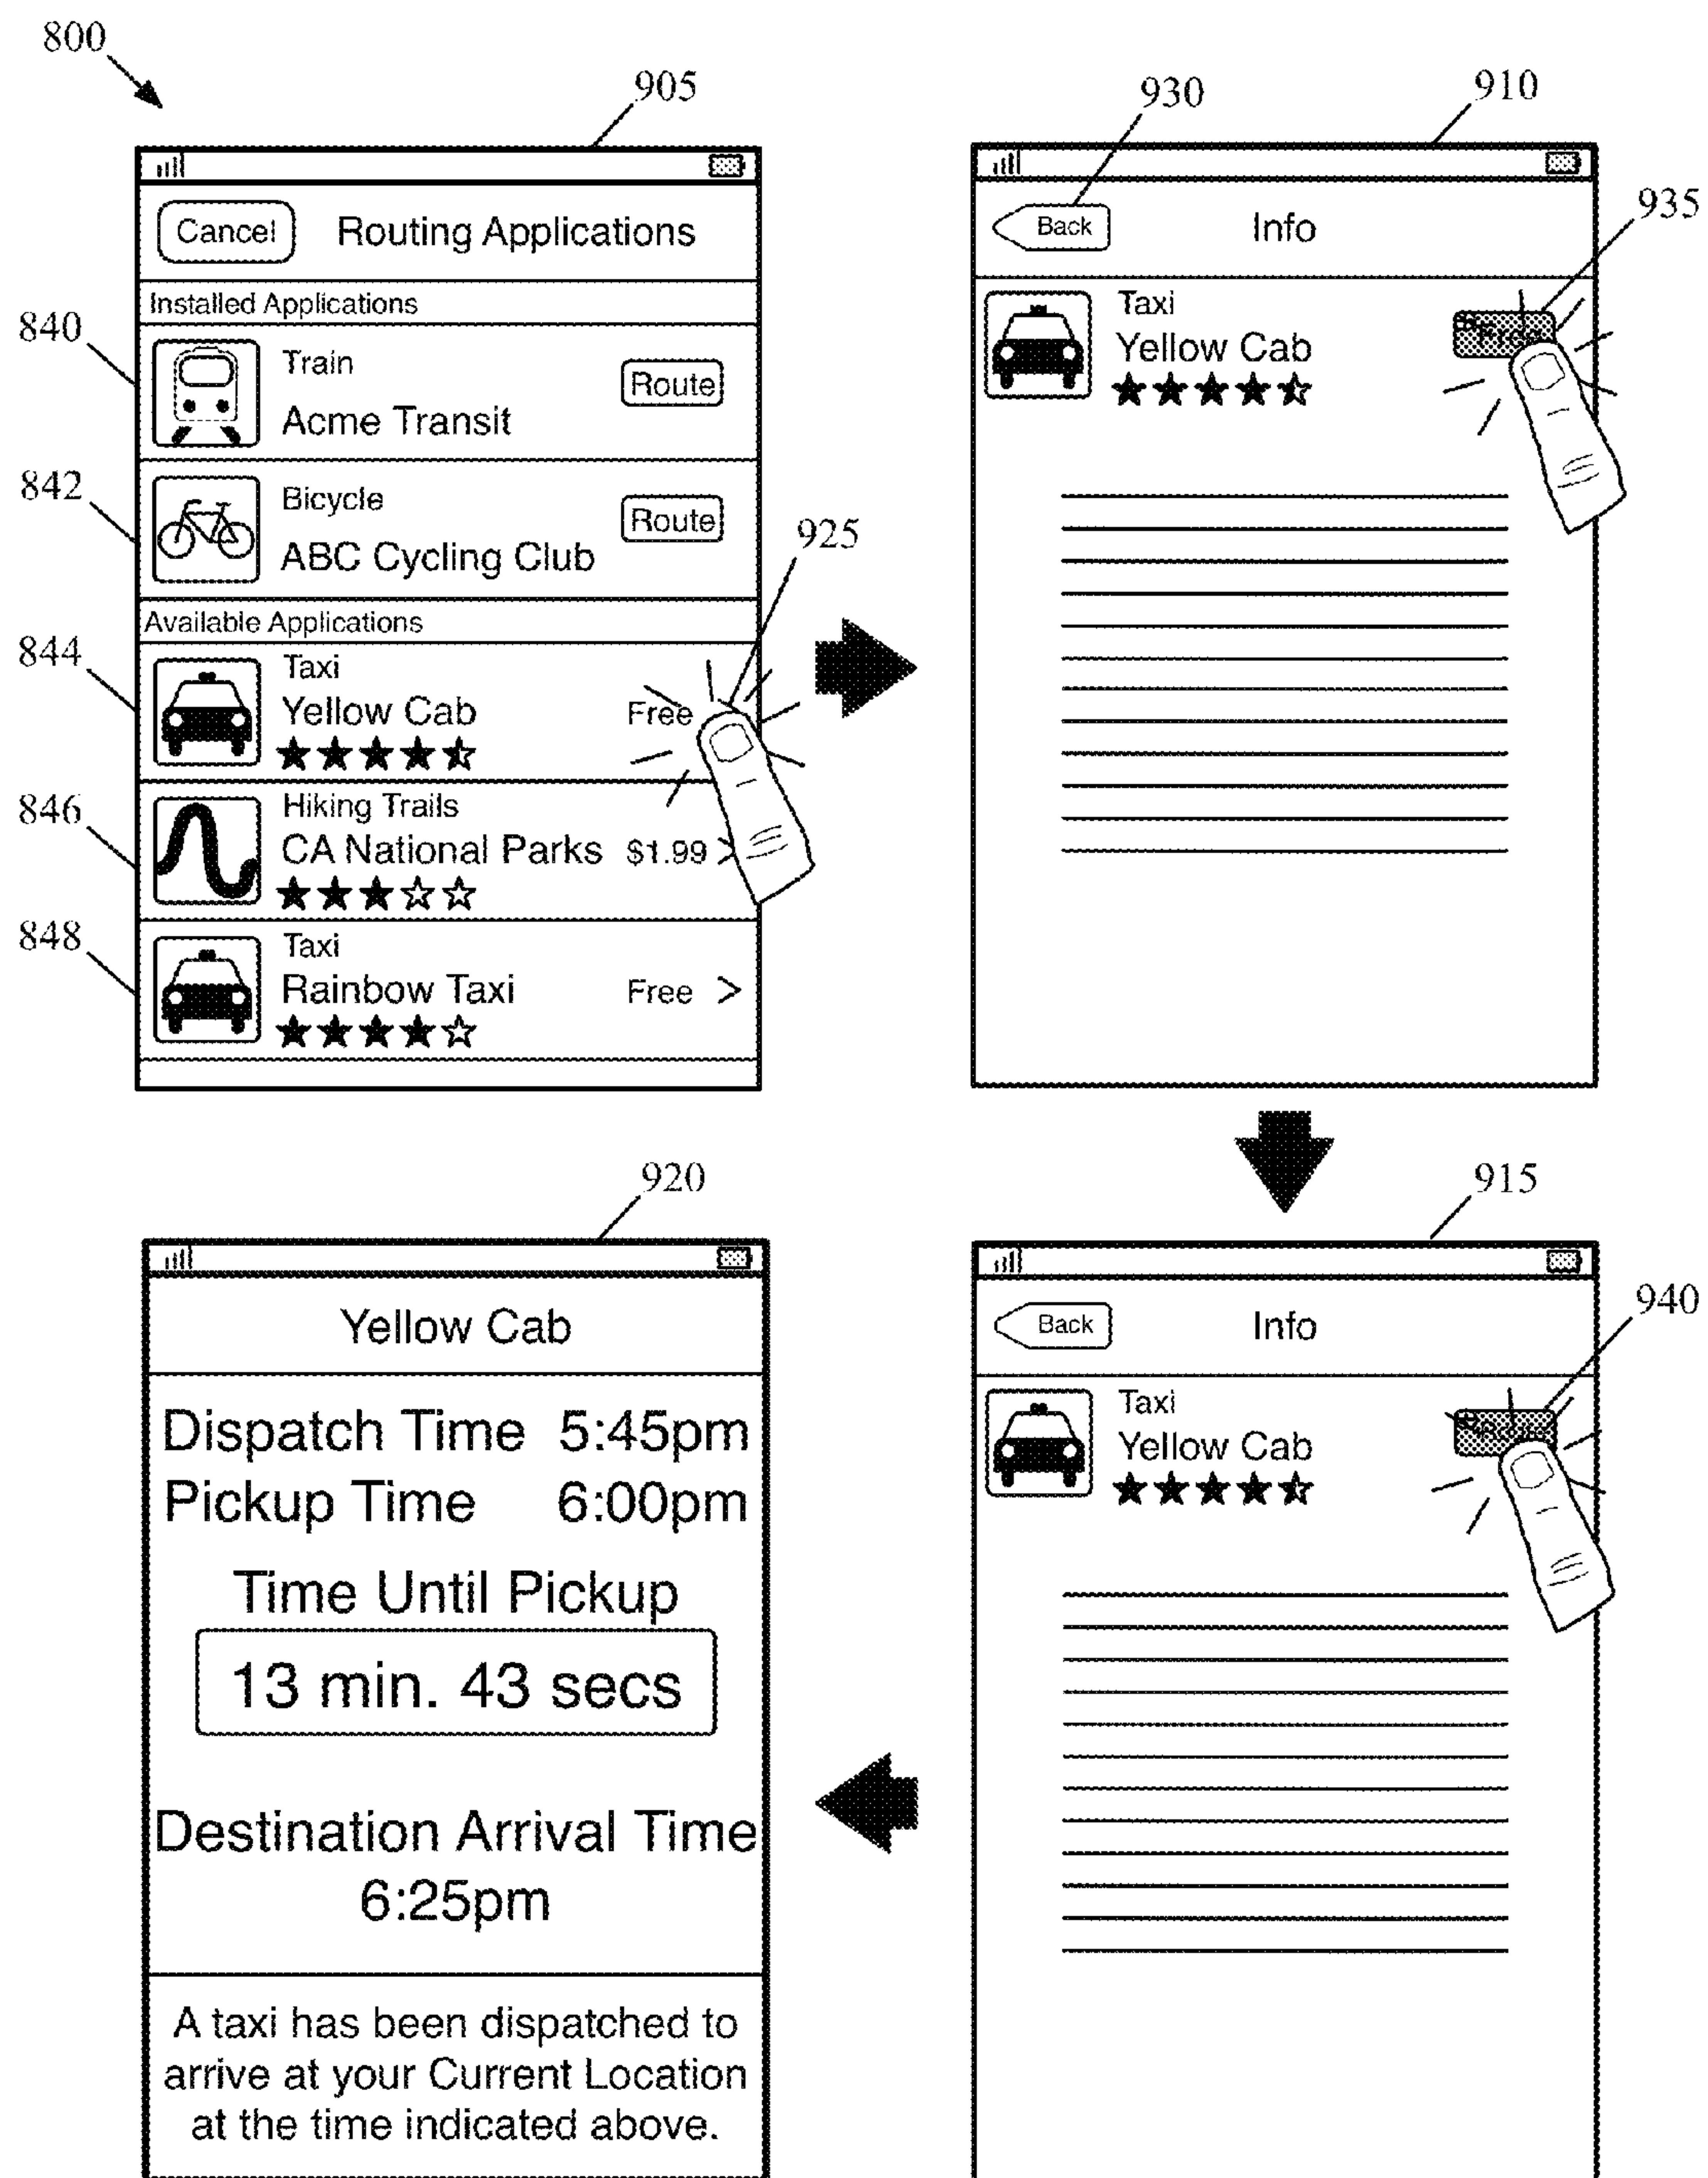 800
905
930
910
935
Cancel
Routing Applications
Installed Applications
840
Train
Acme Transit
Route
842
Bicycle
ABC Cycling Club
Route
925
Available Applications
844
Taxi
Yellow Cab
Free
846
Hiking Trails
CA National Parks
$1.99 >
848
Taxi
Rainbow Taxi
Free >
Back
Info
Taxi
Yellow Cab
920
915
940
Yellow Cab
Dispatch Time 5:45pm
Pickup Time 6:00pm
Time Until Pickup
13 min. 43 secs
Destination Arrival Time
6:25pm
A taxi has been dispatched to
arrive at your Current Location
at the time indicated above.
Back
Info
Taxi
Yellow Cab